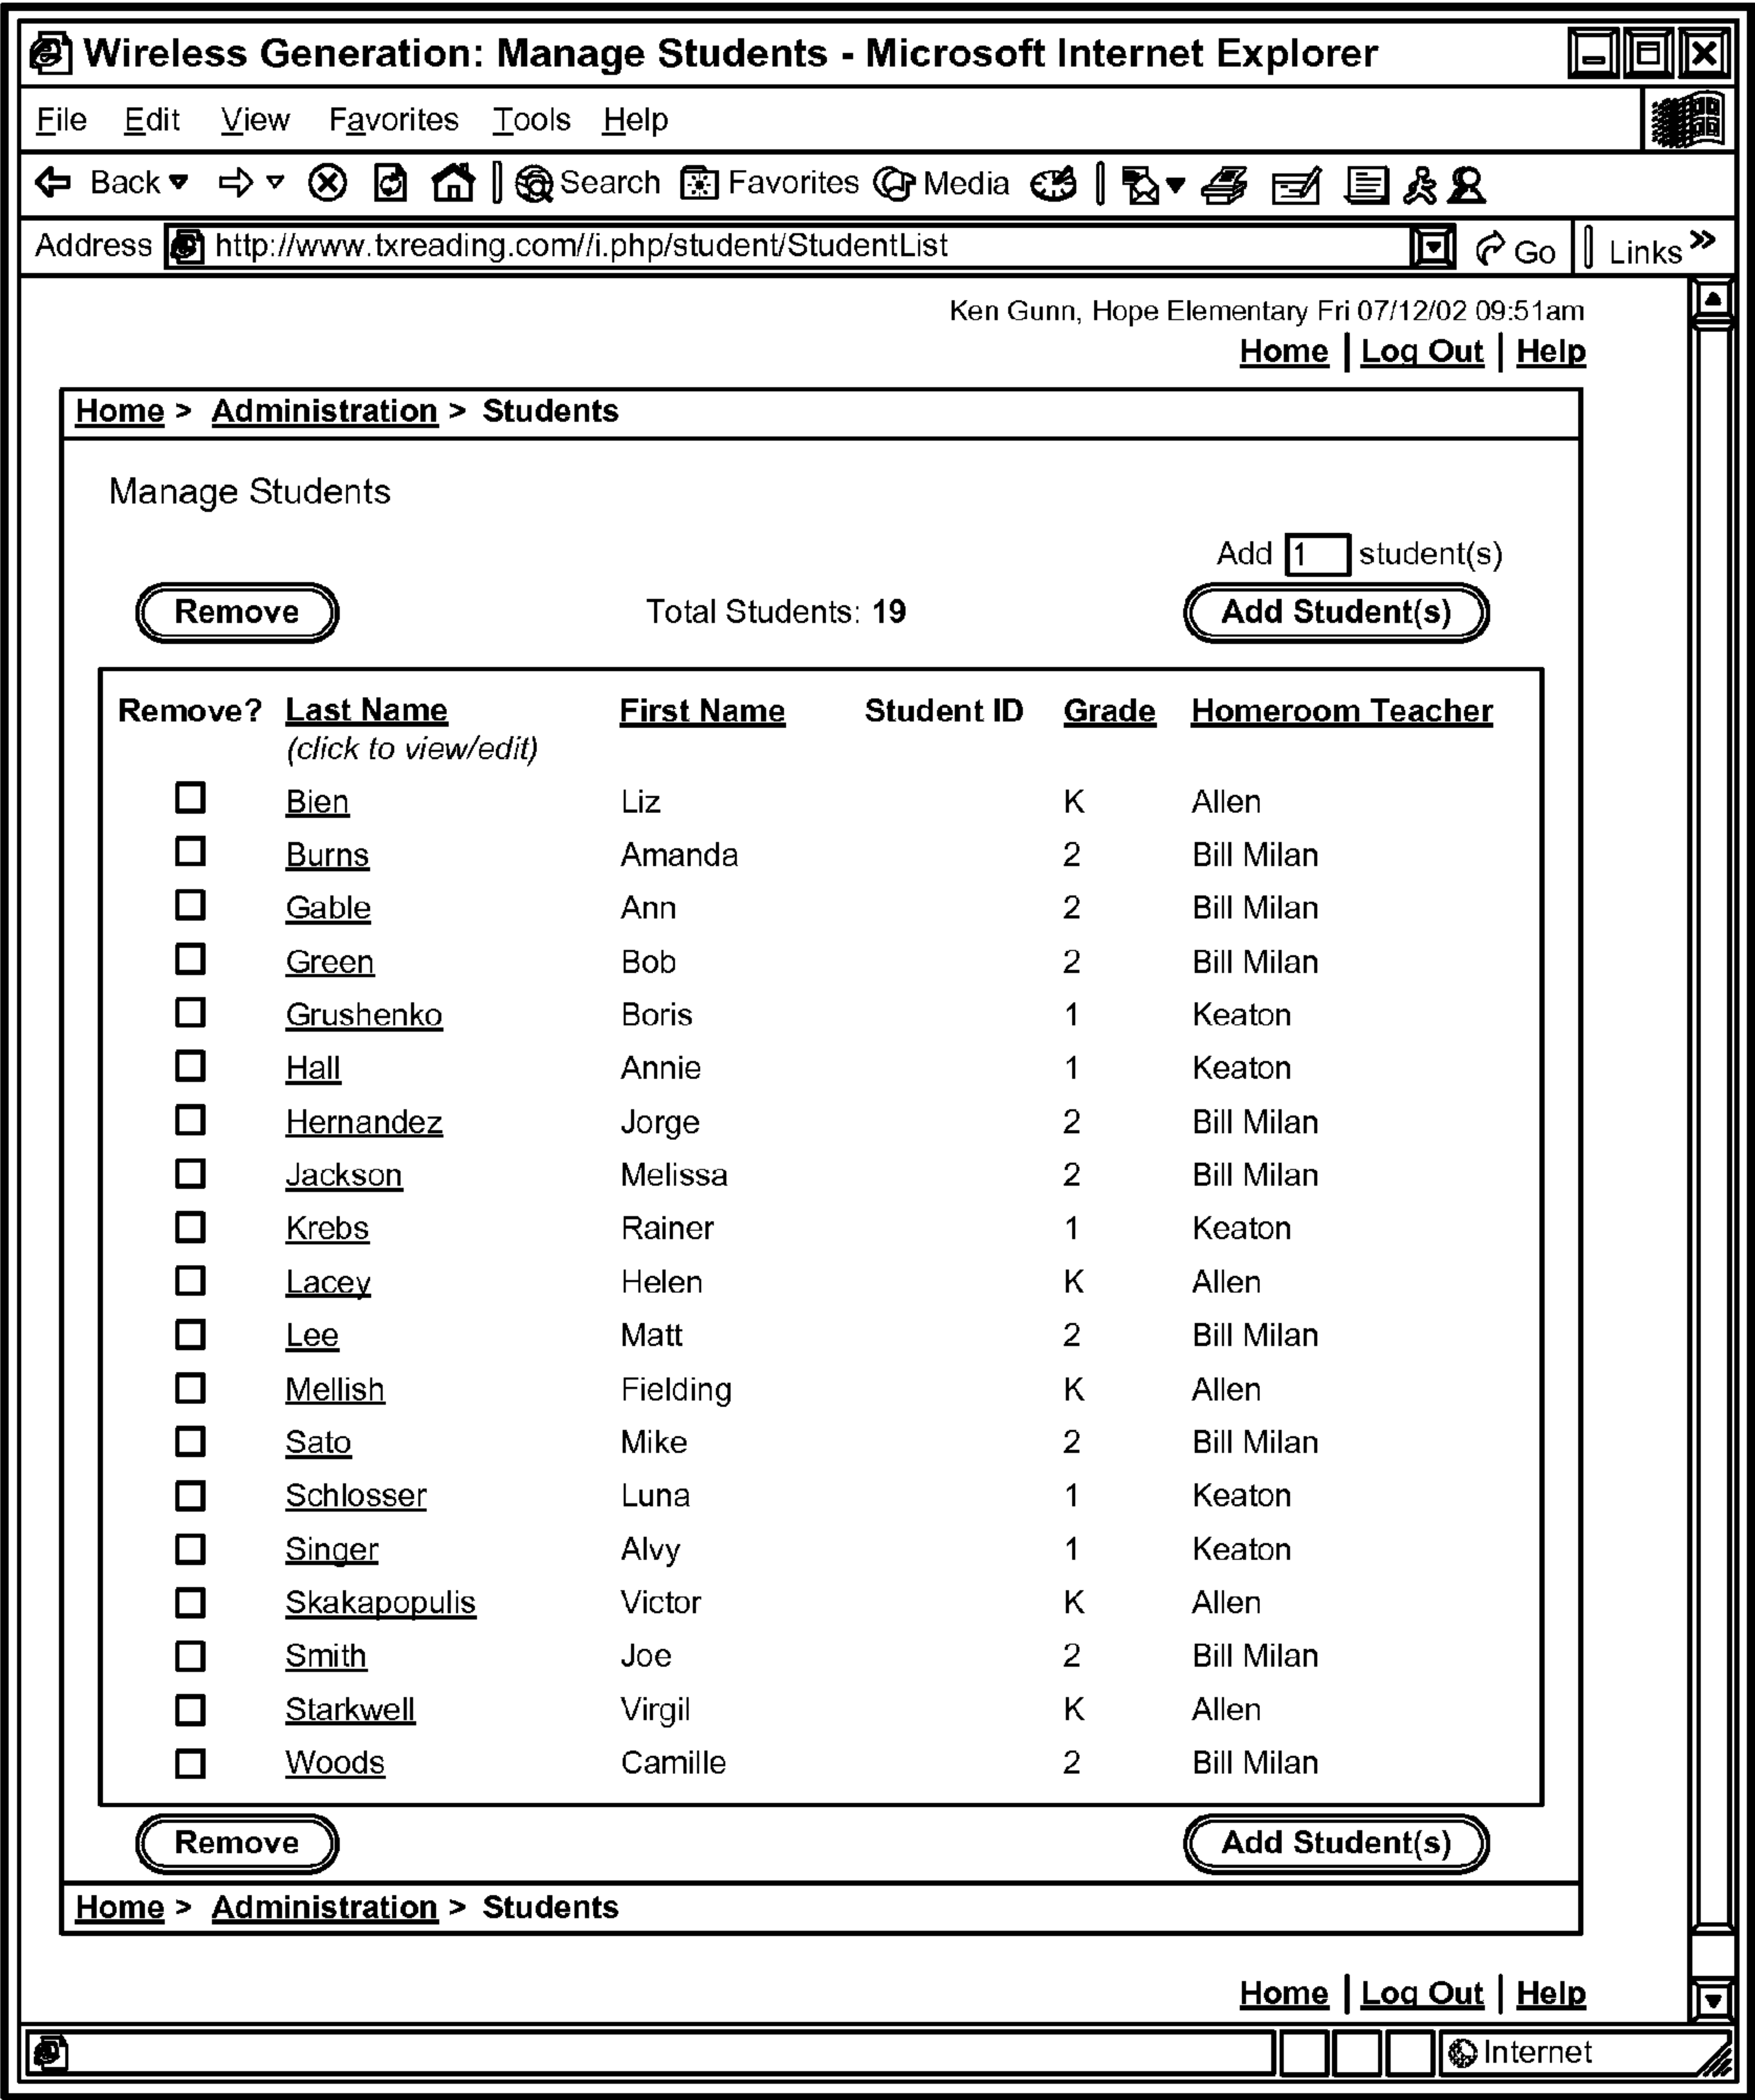 Wireless Generation: Manage Students - Microsoft Internet Explorer
File Edit View Favorites Tools Help
Back Search Favorites Media
Address http://www.txreading.com//i.php/student/StudentList Go Links »
Ken Gunn, Hope Elementary Fri 07/12/02 09:51am
Home | Log Out | Help
Home > Administration > Students
Manage Students
Add 1 student(s)
Remove Total Students: 19 Add Student(s)
Remove? Last Name First Name Student ID Grade Homeroom Teacher
(click to view/edit)
Bien Liz K Allen
Burns Amanda 2 Bill Milan
Gable Ann 2 Bill Milan
Green Bob 2 Bill Milan
Grushenko Boris 1 Keaton
Hall Annie 1 Keaton
Hernandez Jorge 2 Bill Milan
Jackson Melissa 2 Bill Milan
Krebs Rainer 1 Keaton
Lacey Helen K Allen
Lee Matt 2 Bill Milan
Mellish Fielding K Allen
Sato Mike 2 Bill Milan
Schlosser Luna 1 Keaton
Singer Alvy 1 Keaton
Skakapopulis Victor K Allen
Smith Joe 2 Bill Milan
Starkwell Virgil K Allen
Woods Camille 2 Bill Milan
Remove Add Student(s)
Home > Administration > Students
Home | Log Out | Help
Internet